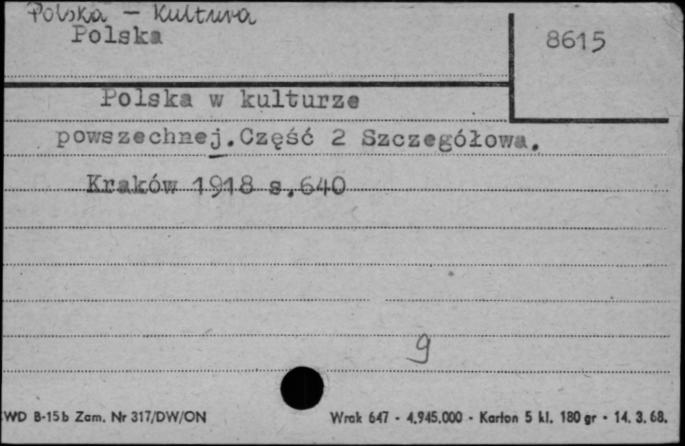 Polska - Kultura
Polska
8615
Polska w kulturze
powszechnej.Część 2 Szczegółowa.
Kraków 1918 s.640
9
WD B-15b Zam. Nr 317/DW/ON
Wrak 647 - 4.945.000 - Karton 5 kl. 180 gr - 14. 3. 68.